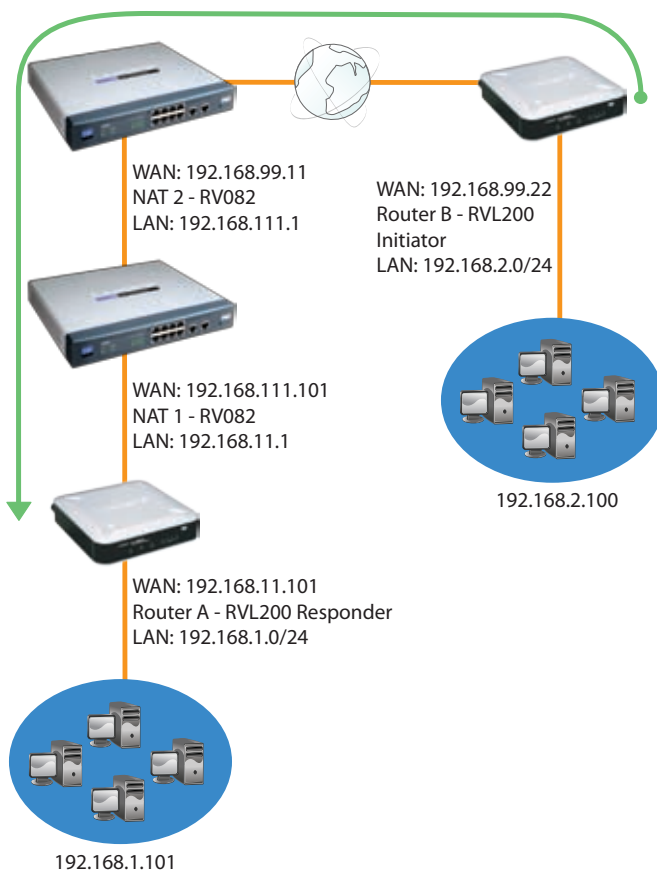 WAN: 192.168.99.11
NAT 2 - RV082
LAN: 192.168.111.1
WAN: 192.168.99.22
Router B - RVL200
Initiator
LAN: 192.168.2.0/24
WAN: 192.168.111.101
NAT 1 - RV082
LAN: 192.168.11.1
192.168.2.100
WAN: 192.168.11.101
Router A - RVL200 Responder
LAN: 192.168.1.0/24
192.168.1.101